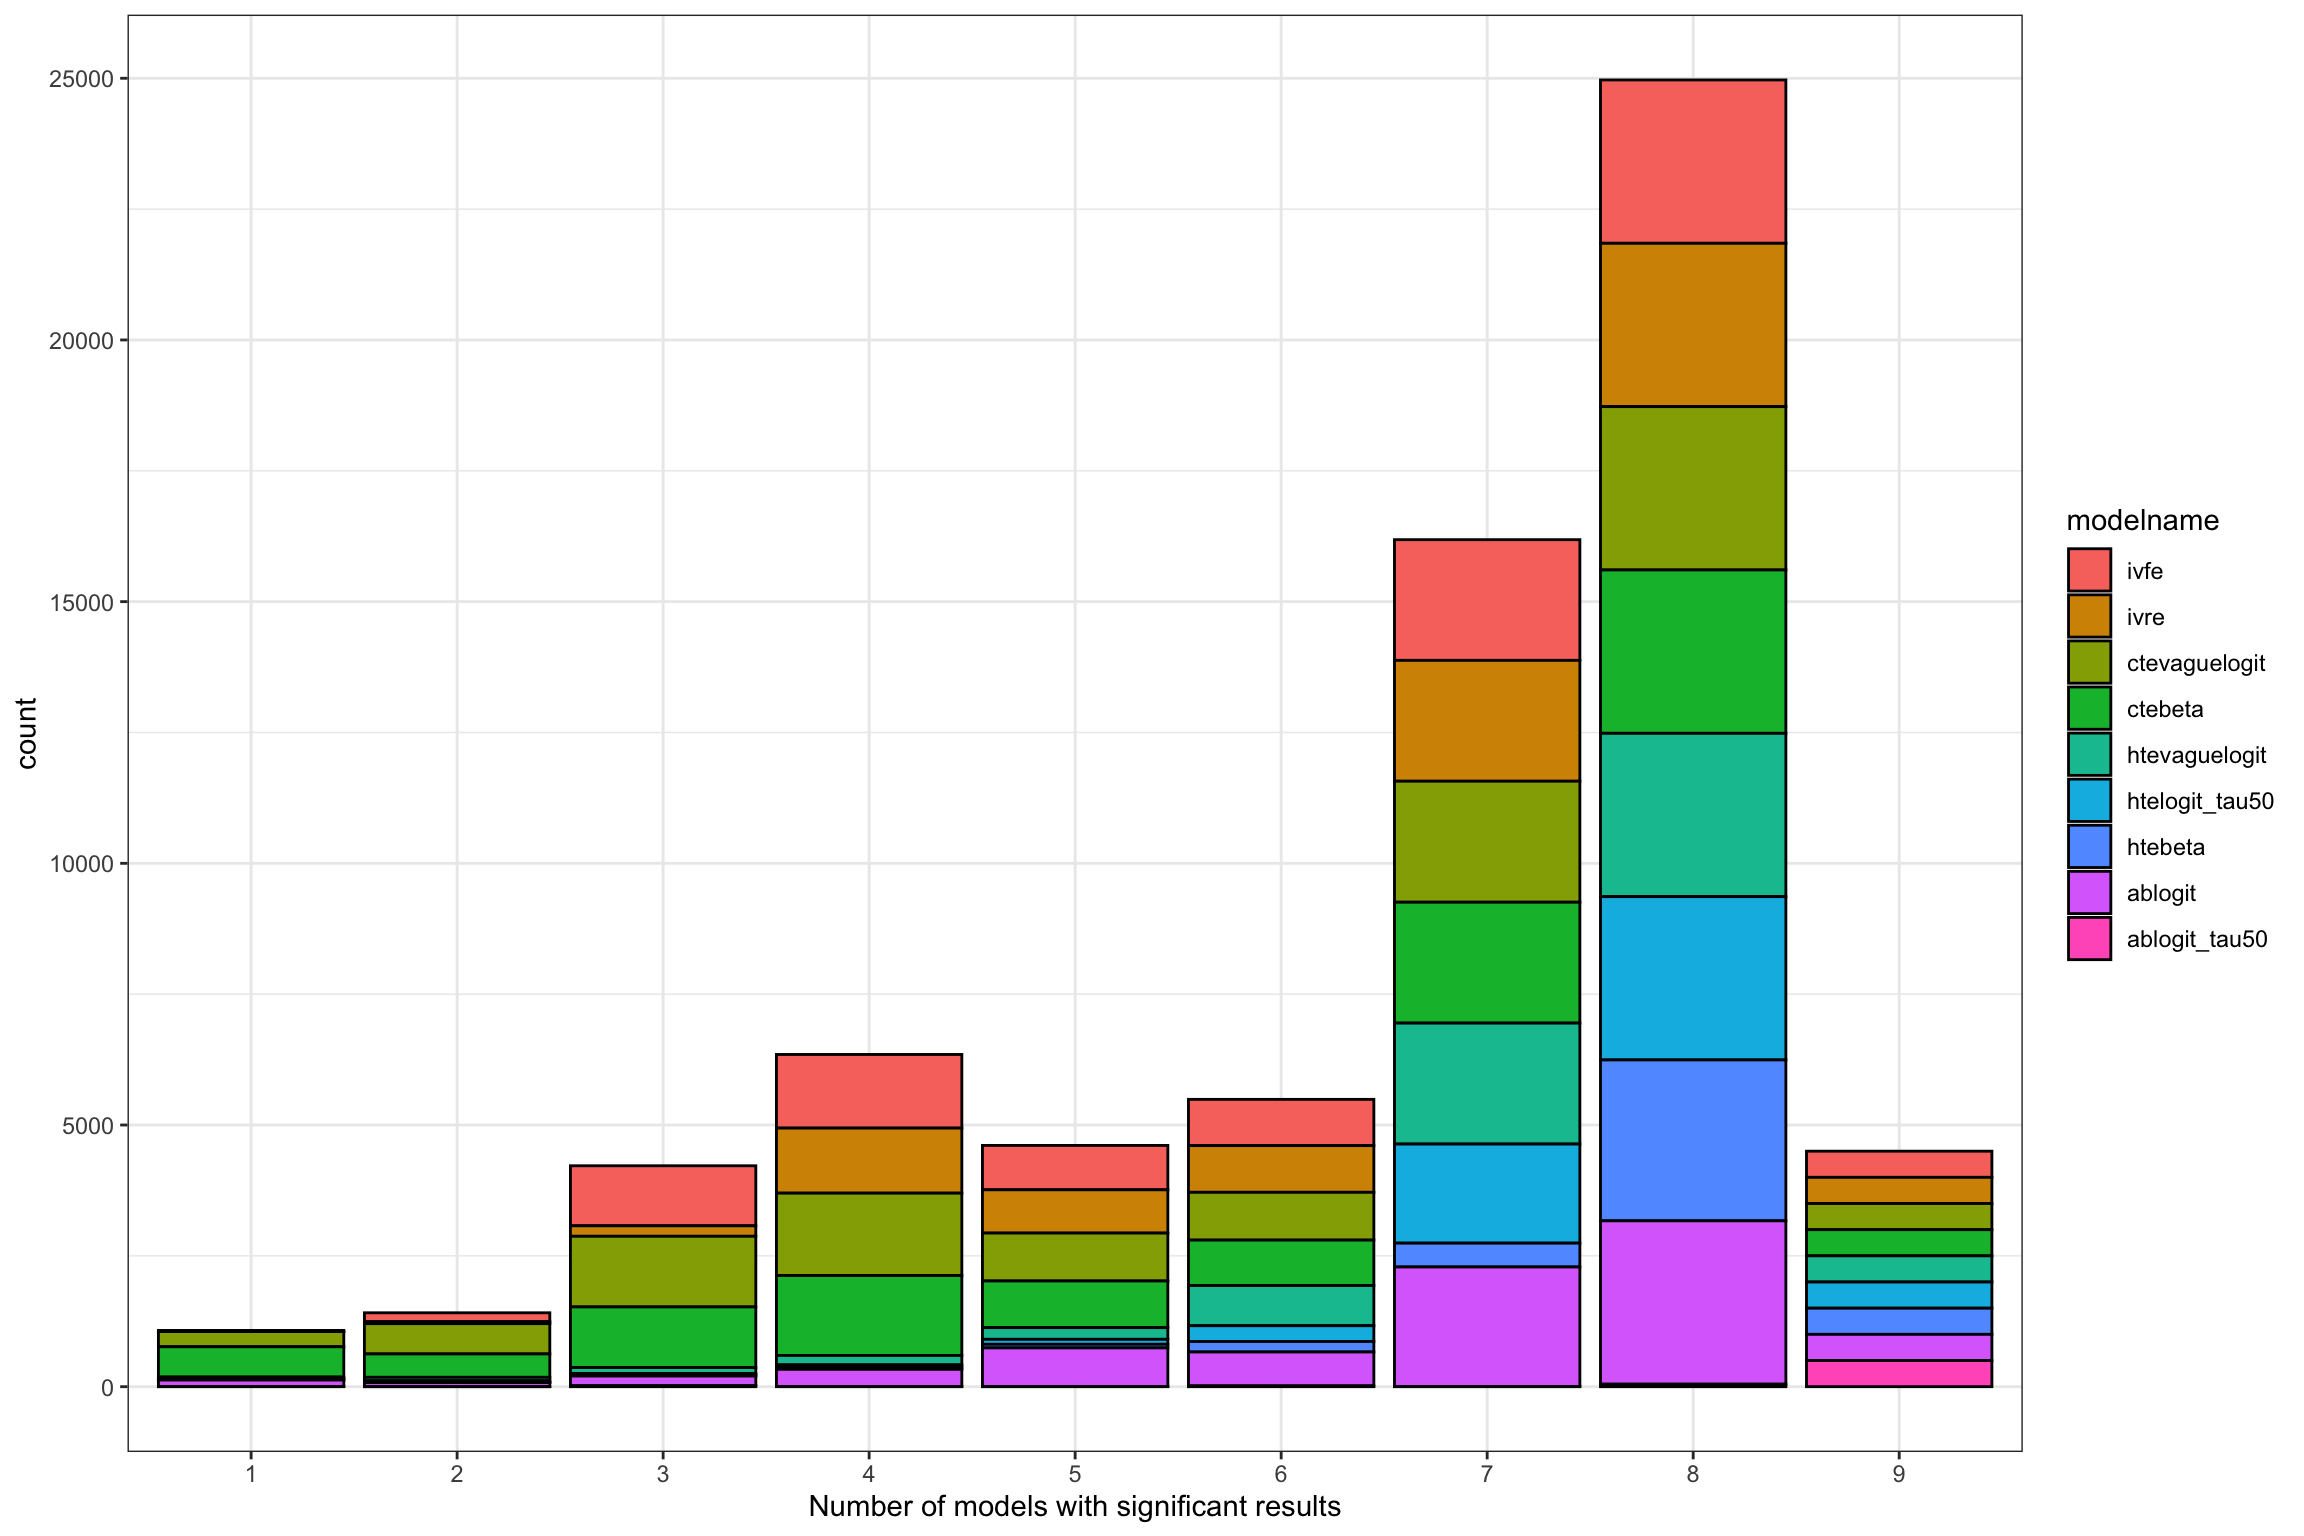 25000
20000
15000
10000
5000
0
count
1 2 3 4 5 6 7 8 9
Number of models with significant results
modelname
ivfe
ivre
ctevaguelogit
ctebeta
htevaguelogit
htelogit_tau50
htebeta
ablogit
ablogit_tau50